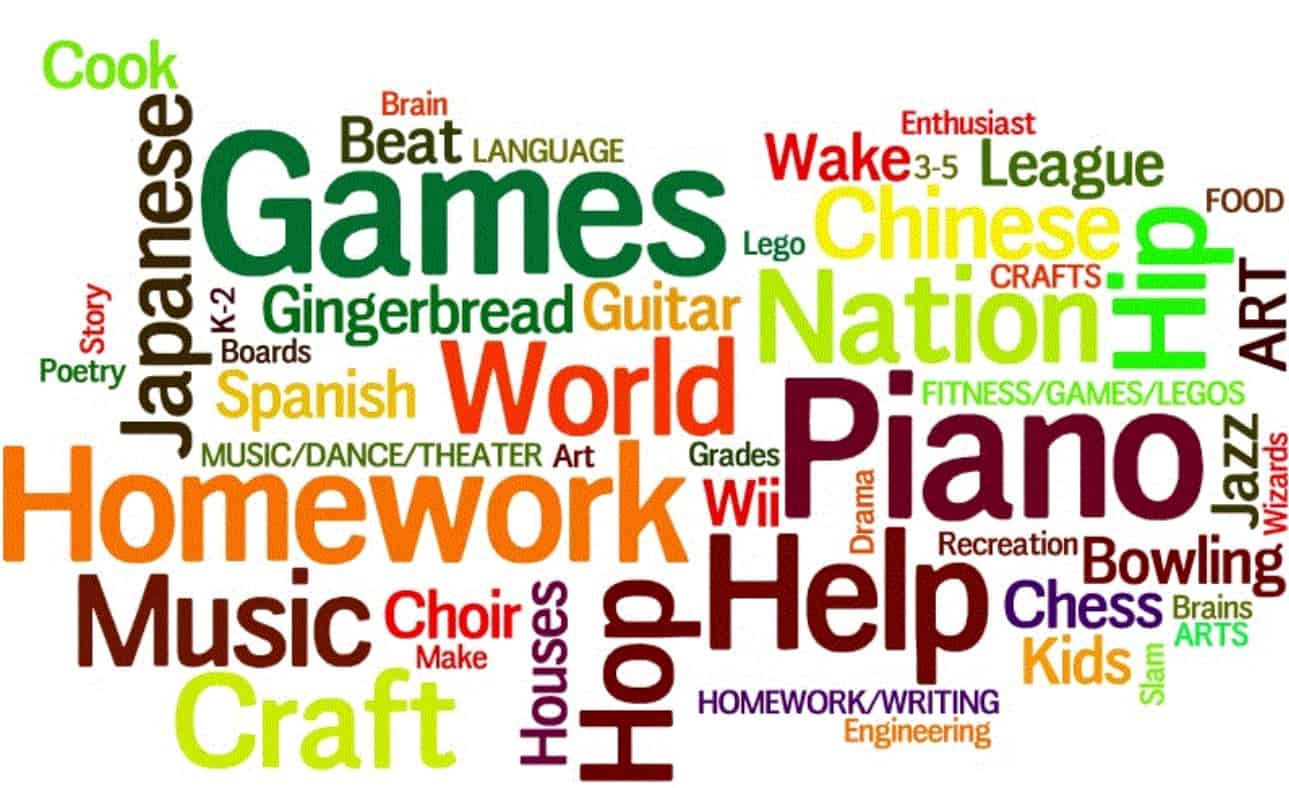 Cook
Brain
Beat
LANGUAGE
Enthusiast
Wake
3-5
League
Japanese
Games
Chinese
FOOD
Lego
Hip
CRAFTS
ART
Story
K-2
Gingerbread
Guitar
Nation
Boards
Poetry
Spanish
World
FITNESS/GAMES/LEGOS
Piano
MUSIC/DANCE/THEATER
Art
Grades
Jazz
Wizards
Homework
Wii
Drama
Recreation
Bowling
Help
Music
Choir
Make
Houses
Hop
Chess
Brains
ARTS
Kids
Slam
Craft
HOMEWORK/WRITING
Engineering